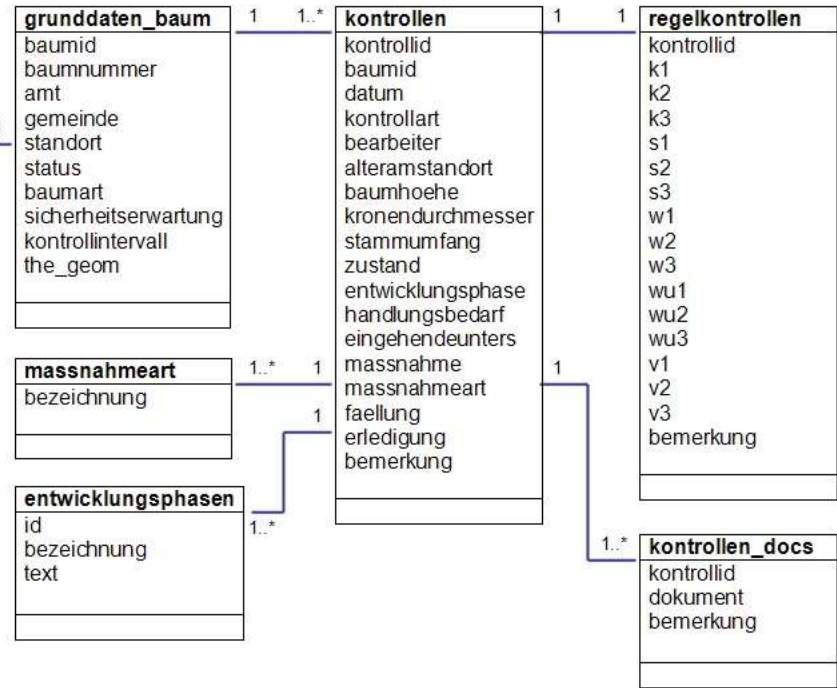 grunddaten_baum
baumid
baumnummer
amt
gemeinde
standort
status
baumart
sicherheitserwartung
kontrollintervall
the_geom
1 1..*
kontrollen
kontrollid
baumid
datum
kontrollart
bearbeiter
alteramstandort
baumhoehe
kronendurchmesser
stammumfang
zustand
entwicklungsphase
handlungsbedarf
eingehendeunters
massnahme
massnahmeart
faellung
erledigung
bemerkung
1 1
regelkontrollen
kontrollid
k1
k2
k3
s1
s2
s3
w1
w2
w3
wu1
wu2
wu3
v1
v2
v3
bemerkung
massnahmeart
bezeichnung
1..* 1
entwicklungsphasen
id
bezeichnung
text
1
1..*
1
1..*
kontrollen_docs
kontrollid
dokument
bemerkung